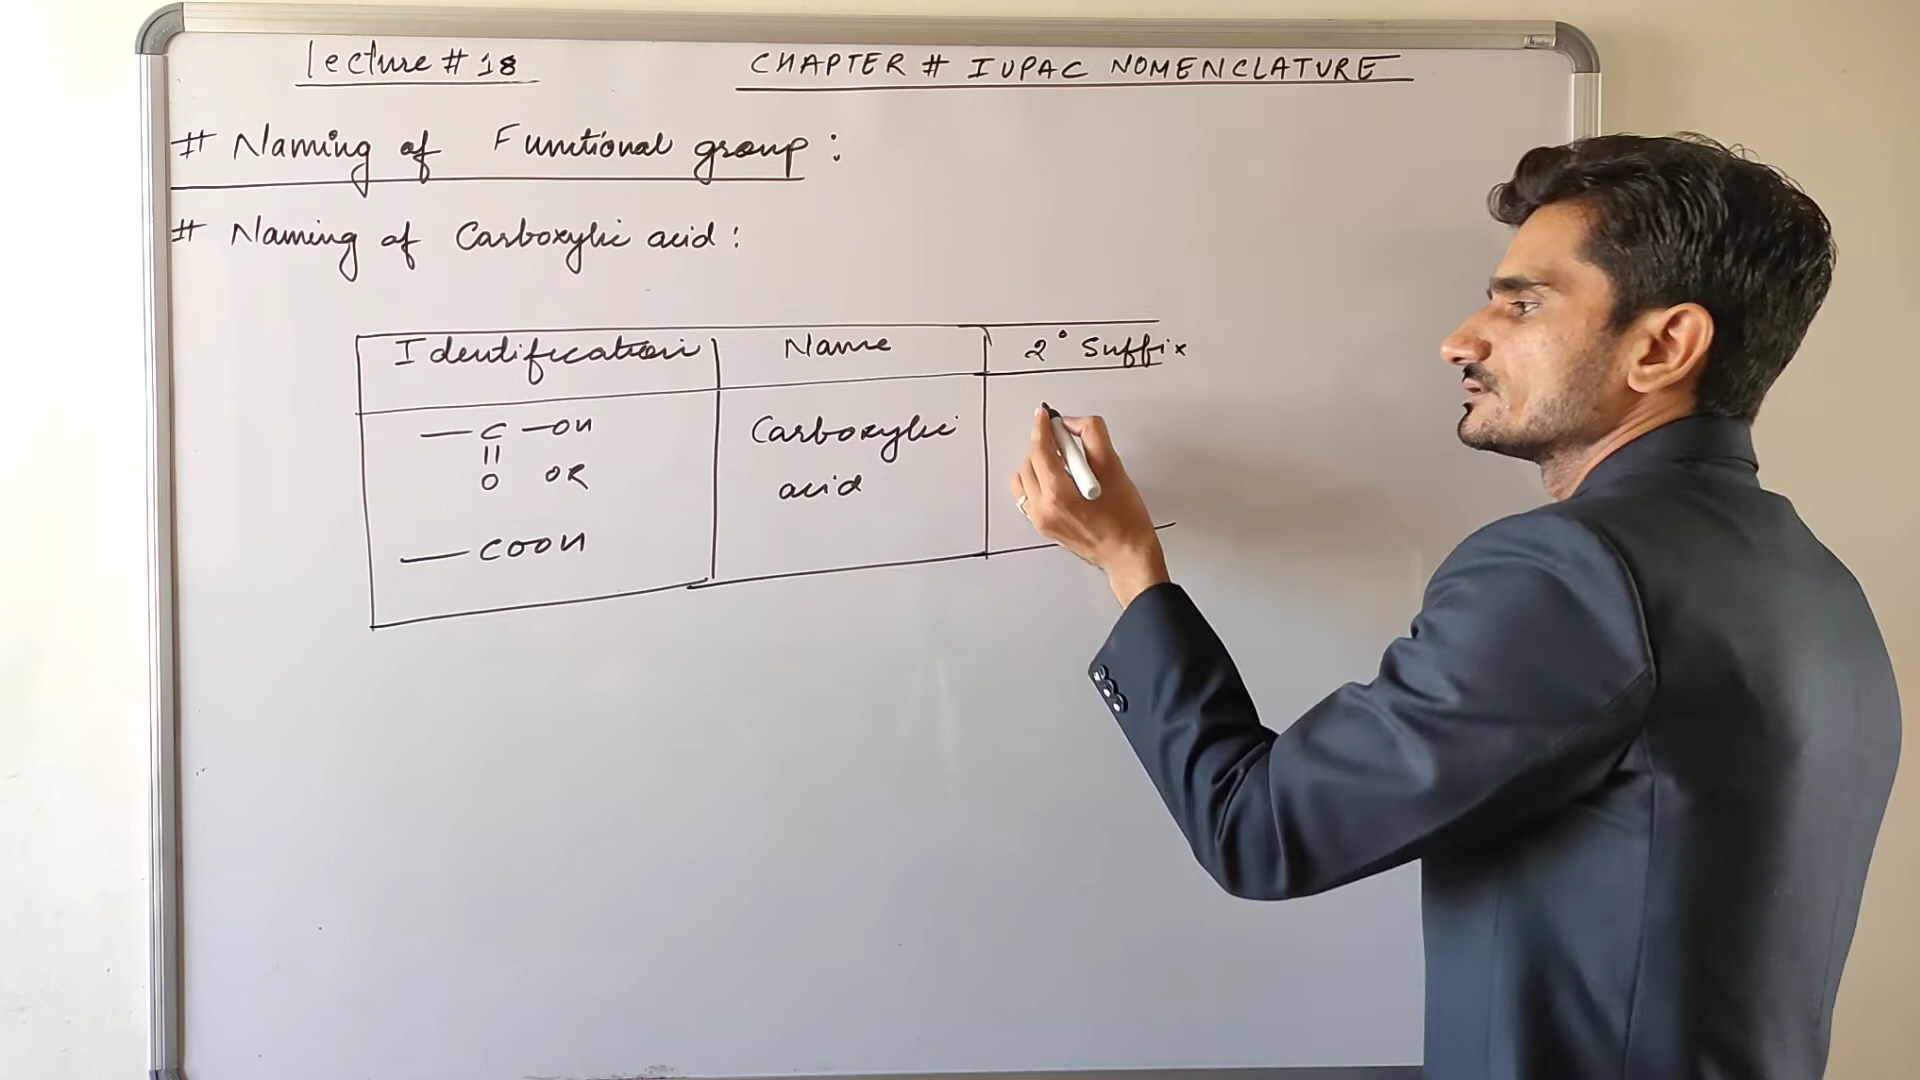 Lecture # 18
CHAPTER # IUPAC NOMENCLATURE
# Naming of Functional group :
# Naming of Carboxylic acid :
Identification
Name
2° Suffix
— C — OH
||
O OR
— COOH
Carboxylic
acid